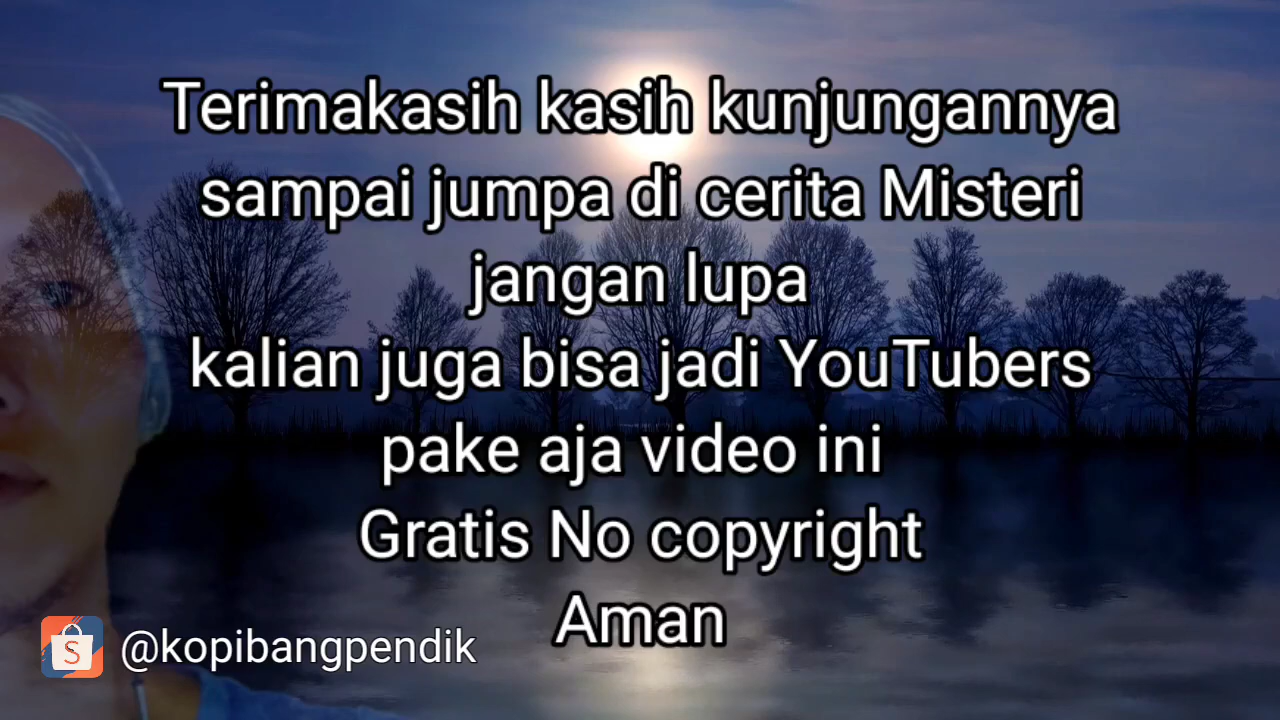 Terimakasih kasih kunjungannya
sampai jumpa di cerita Misteri
jangan lupa
kalian juga bisa jadi YouTubers
pake aja video ini
Gratis No copyright
Aman
S @kopibangpendik